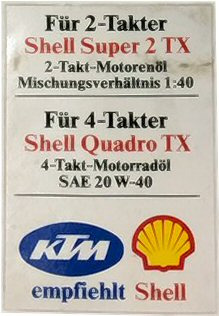 Für 2-Takter
Shell Super 2 TX
2-Takt-Motorenöl
Mischungsverhältnis 1:40
Für 4-Takter
Shell Quadro TX
4-Takt-Motorradöl
SAE 20 W-40
KTM
empfiehlt Shell